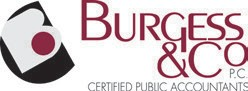 BURGESS
&CO
P.C
CERTIFIED PUBLIC ACCOUNTANTS